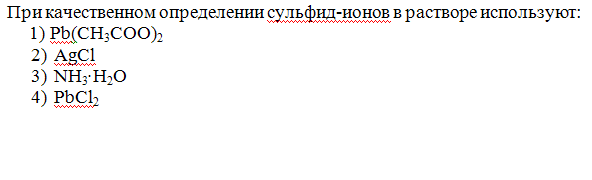 При качественном определении сульфид-ионов в растворе используют:
1) Pb(CH₃COO)₂
2) AgCl
3) NH₃·H₂O
4) PbCl₂